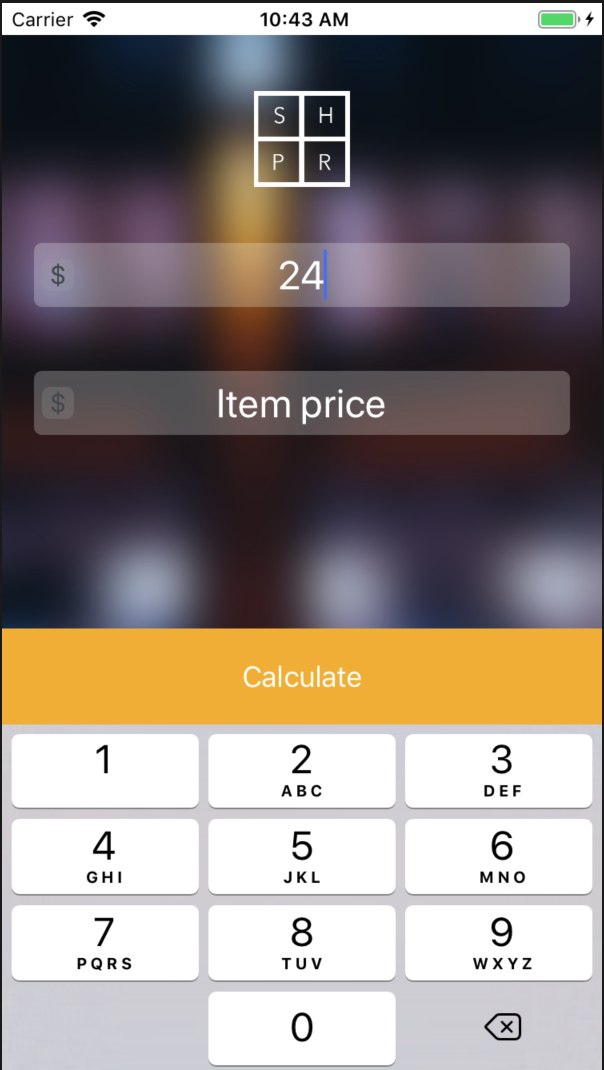 Carrier 10:43 AM
S H
P R
$ 24
$ Item price
Calculate
1 2 3
ABC DEF
4 5 6
GHI JKL MNO
7 8 9
PQRS TUV WXYZ
0